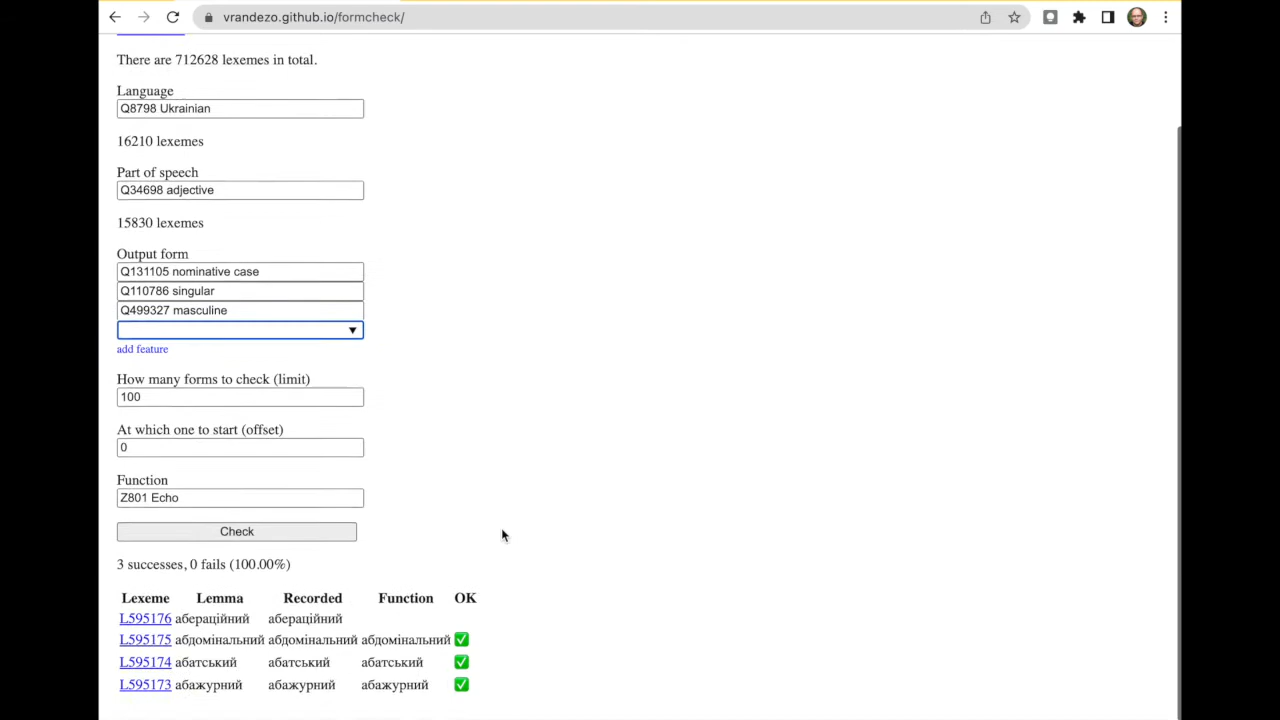 vrandezo.github.io/formcheck/
There are 712628 lexemes in total.
Language
Q8798 Ukrainian
16210 lexemes
Part of speech
Q34698 adjective
15830 lexemes
Output form
Q131105 nominative case
Q110786 singular
Q499327 masculine
add feature
How many forms to check (limit)
100
At which one to start (offset)
0
Function
Z801 Echo
Check
3 successes, 0 fails (100.00%)
Lexeme Lemma Recorded Function OK
L595176 абераційний абераційний
L595175 абдомінальний абдомінальний абдомінальний
L595174 абатський абатський абатський
L595173 абажурний абажурний абажурний